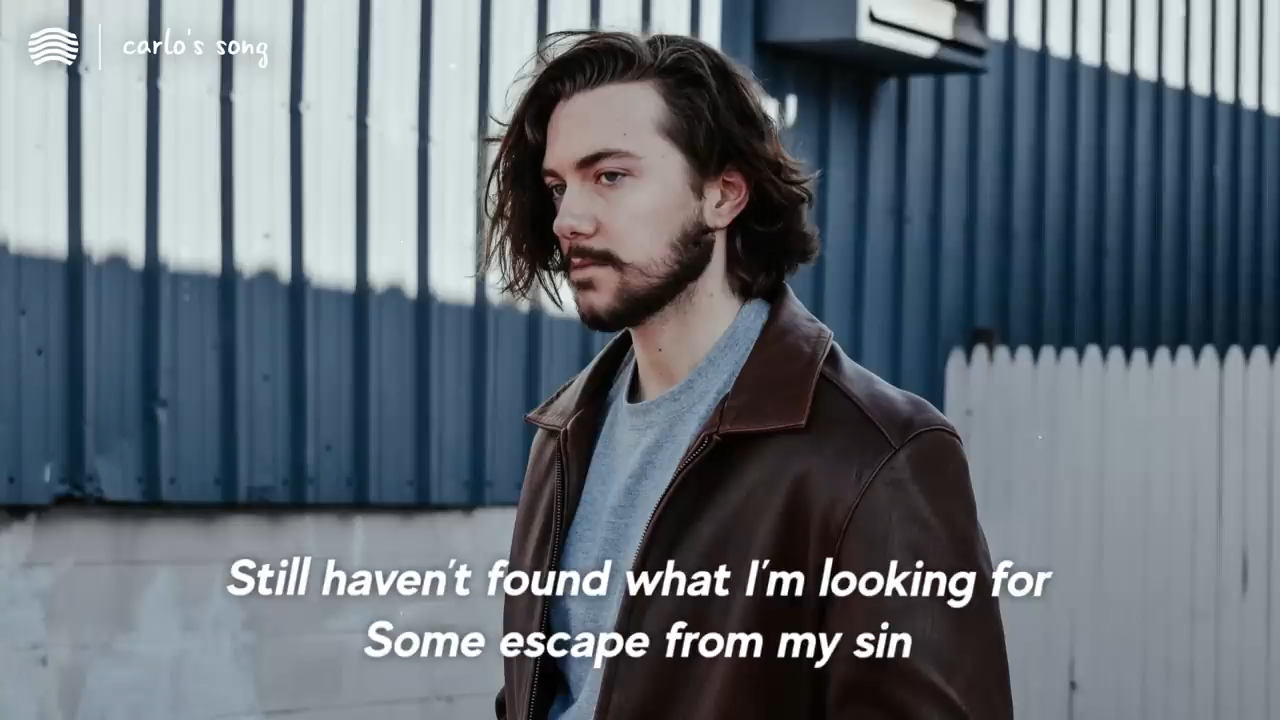 carlo's song
Still haven't found what I'm looking for
Some escape from my sin